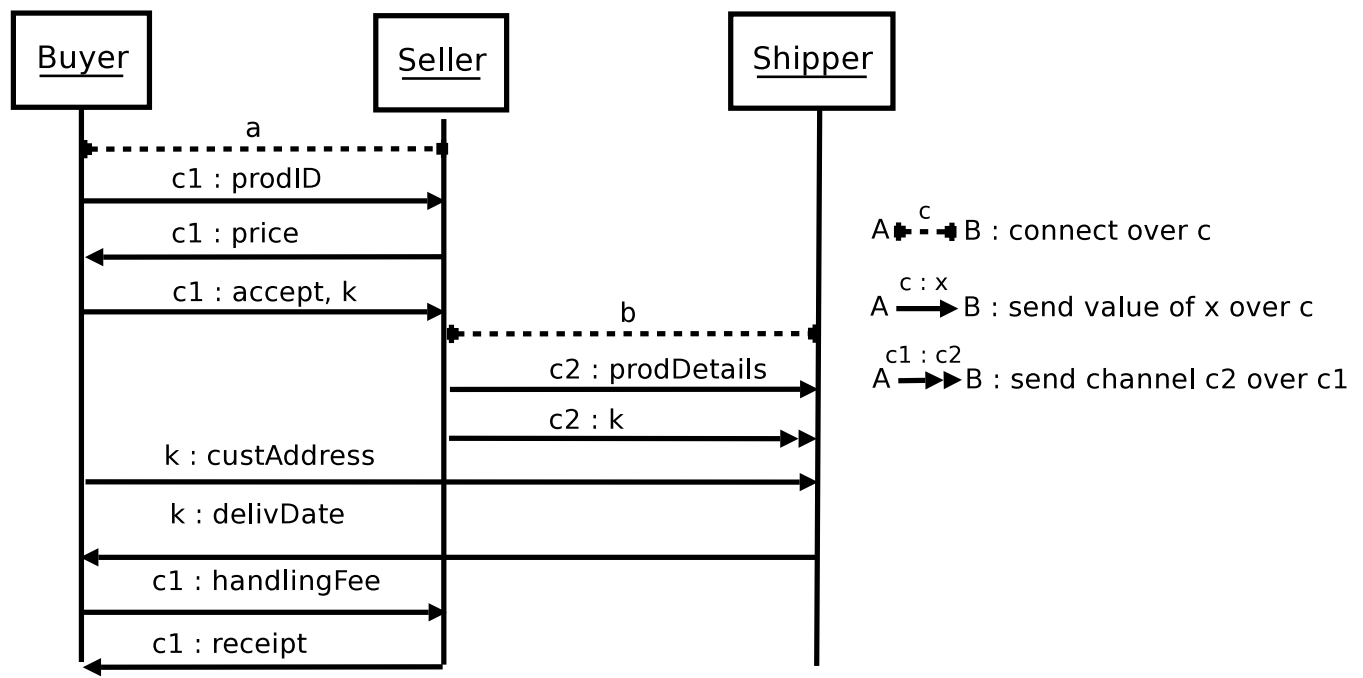 Buyer
Seller
Shipper
a
c1 : prodID
c1 : price
c1 : accept, k
b
c2 : prodDetails
c2 : k
k : custAddress
k : delivDate
c1 : handlingFee
c1 : receipt
c
A B : connect over c
c : x
A B : send value of x over c
c1 : c2
A B : send channel c2 over c1